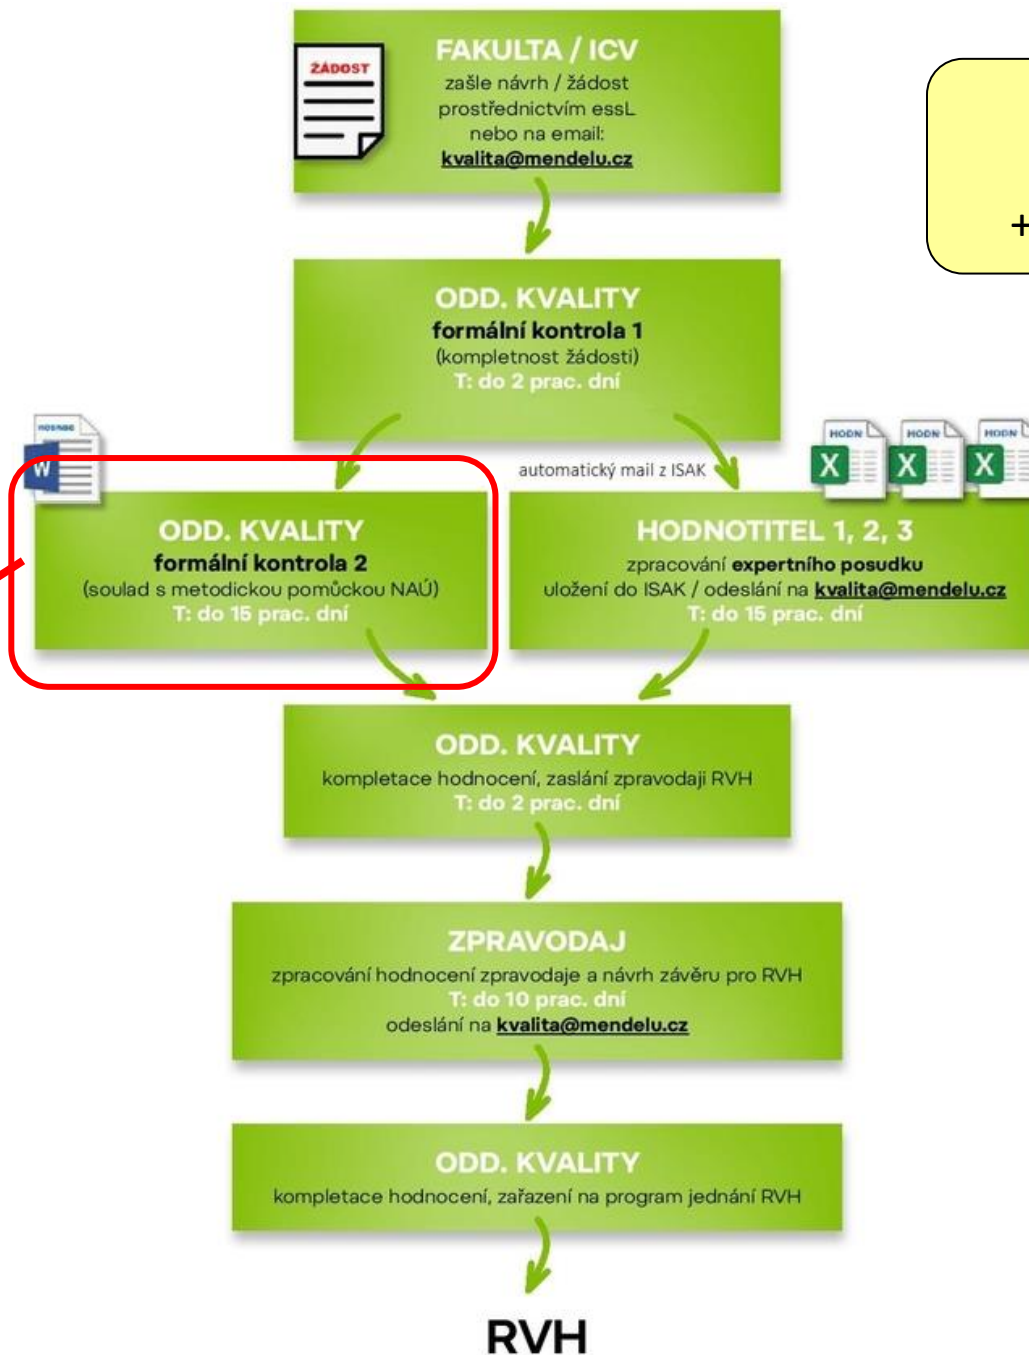 ŽÁDOST
FAKULTA / ICV
zašle návrh / žádost
prostřednictvím essL
nebo na email:
kvalita@mendelu.cz
+
ODD. KVALITY
formální kontrola 1
(kompletnost žádosti)
T: do 2 prac. dní
automatický mail z ISAK
W
HODN
HODN
HODN
X
X
X
ODD. KVALITY
formální kontrola 2
(soulad s metodickou pomůckou NAÚ)
T: do 15 prac. dní
HODNOTITEL 1, 2, 3
zpracování expertního posudku
uložení do ISAK / odeslání na kvalita@mendelu.cz
T: do 15 prac. dní
ODD. KVALITY
kompletace hodnocení, zaslání zpravodaji RVH
T: do 2 prac. dní
ZPRAVODAJ
zpracování hodnocení zpravodaje a návrh závěru pro RVH
T: do 10 prac. dní
odeslání na kvalita@mendelu.cz
ODD. KVALITY
kompletace hodnocení, zařazení na program jednání RVH
RVH